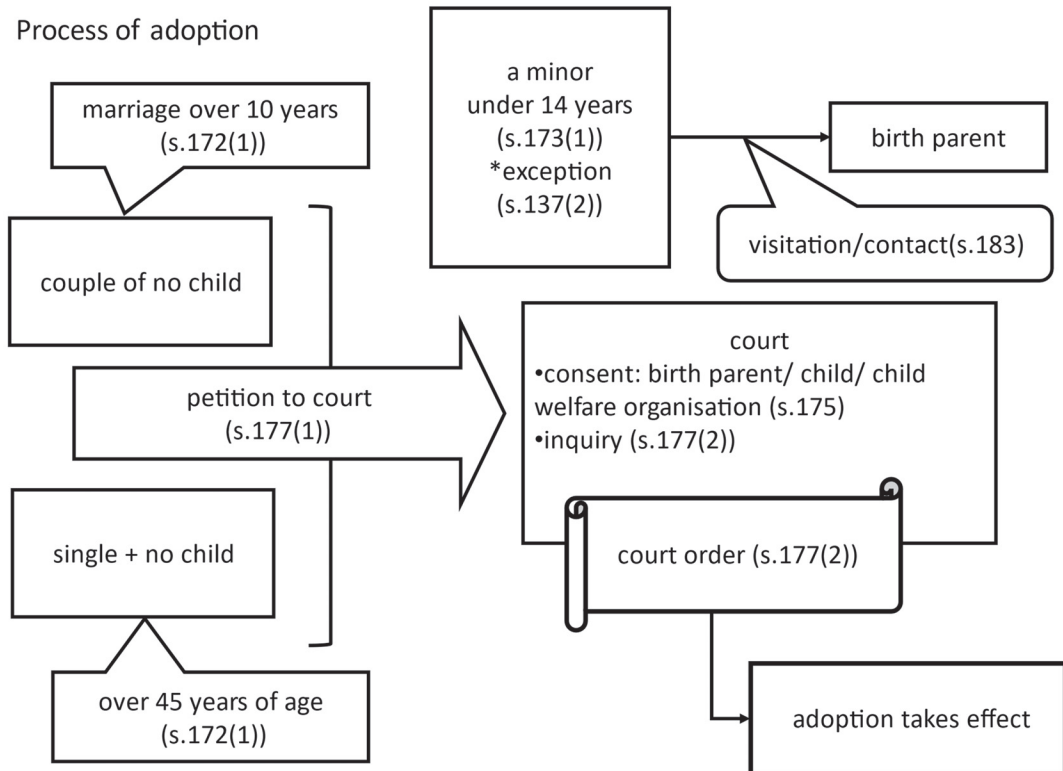 Process of adoption
marriage over 10 years
(s.172(1))
couple of no child
petition to court
(s.177(1))
single + no child
over 45 years of age
(s.172(1))
a minor
under 14 years
(s.173(1))
*exception
(s.137(2))
birth parent
visitation/contact(s.183)
court
•consent: birth parent/ child/ child
welfare organisation (s.175)
•inquiry (s.177(2))
court order (s.177(2))
adoption takes effect